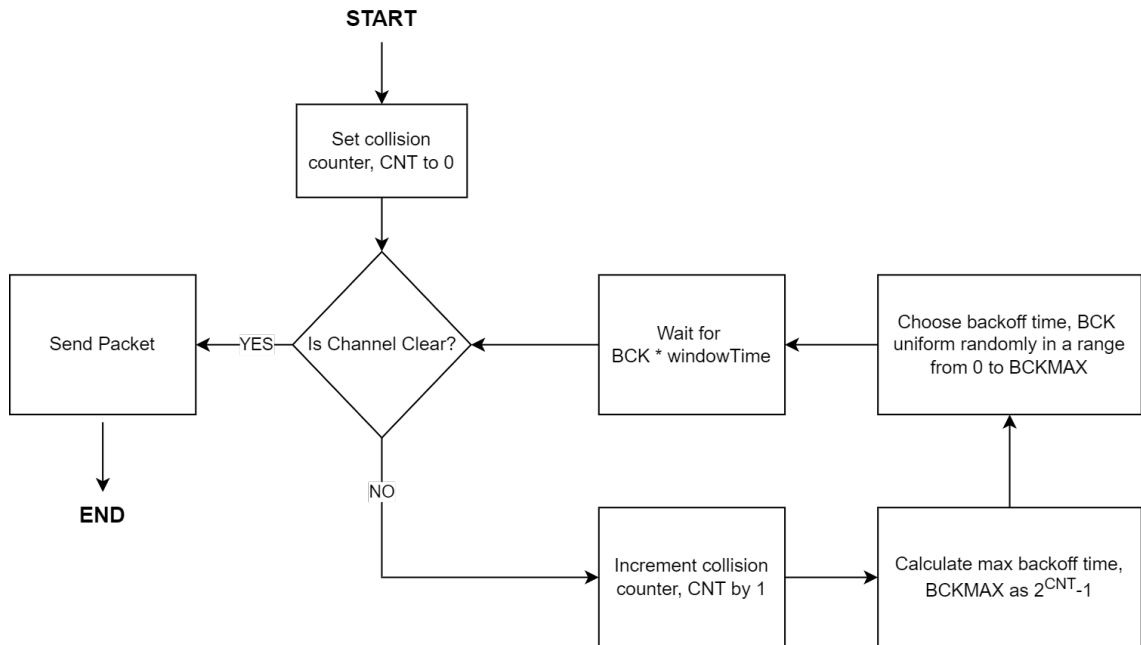 START
Set collision
counter, CNT to 0
Is Channel Clear?
YES
Send Packet
END
NO
Increment collision
counter, CNT by 1
Calculate max backoff time,
BCKMAX as 2^CNT-1
Choose backoff time, BCK
uniform randomly in a range
from 0 to BCKMAX
Wait for
BCK * windowTime